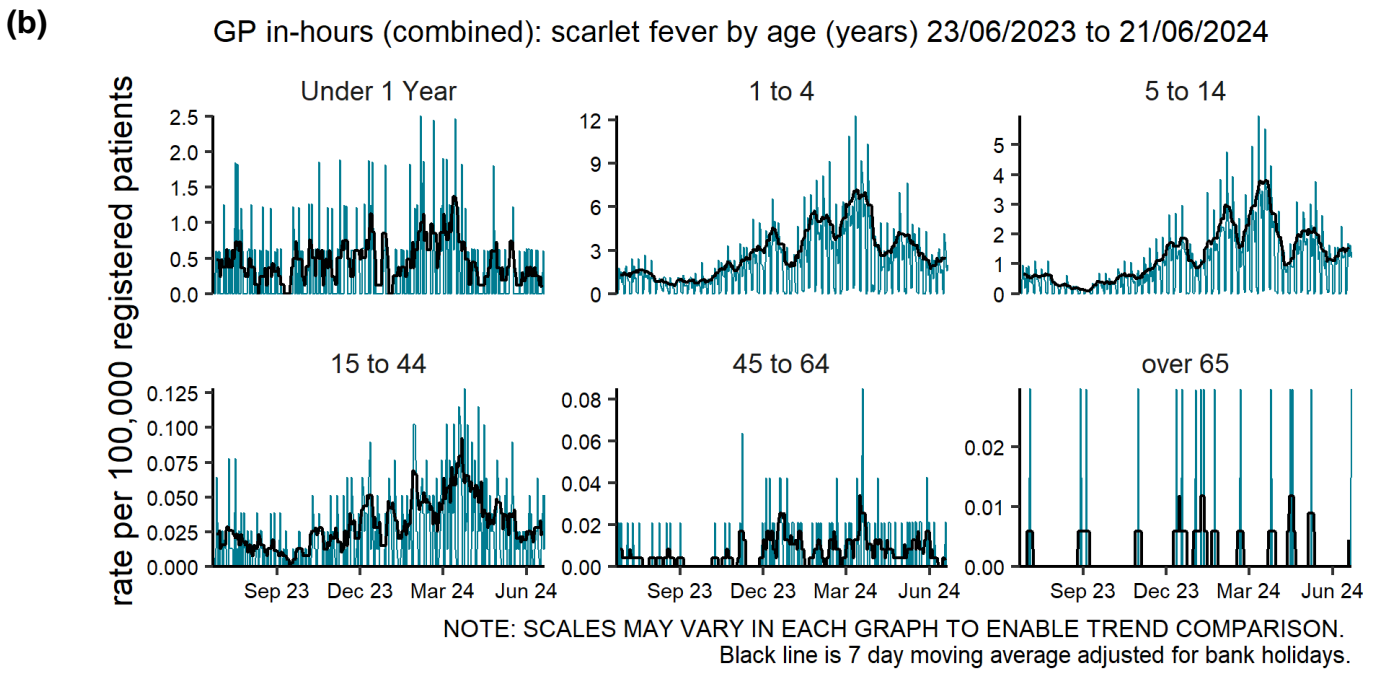 (b)
GP in-hours (combined): scarlet fever by age (years) 23/06/2023 to 21/06/2024
rate per 100,000 registered patients
Under 1 Year
2.5
2.0
1.5
1.0
0.5
0.0
1 to 4
12
9
6
3
0
5 to 14
5
4
3
2
1
0
15 to 44
0.125
0.100
0.075
0.050
0.025
0.000
Sep 23 Dec 23 Mar 24 Jun 24
45 to 64
0.08
0.06
0.04
0.02
0.00
Sep 23 Dec 23 Mar 24 Jun 24
over 65
0.02
0.01
0.00
Sep 23 Dec 23 Mar 24 Jun 24
NOTE: SCALES MAY VARY IN EACH GRAPH TO ENABLE TREND COMPARISON.
Black line is 7 day moving average adjusted for bank holidays.